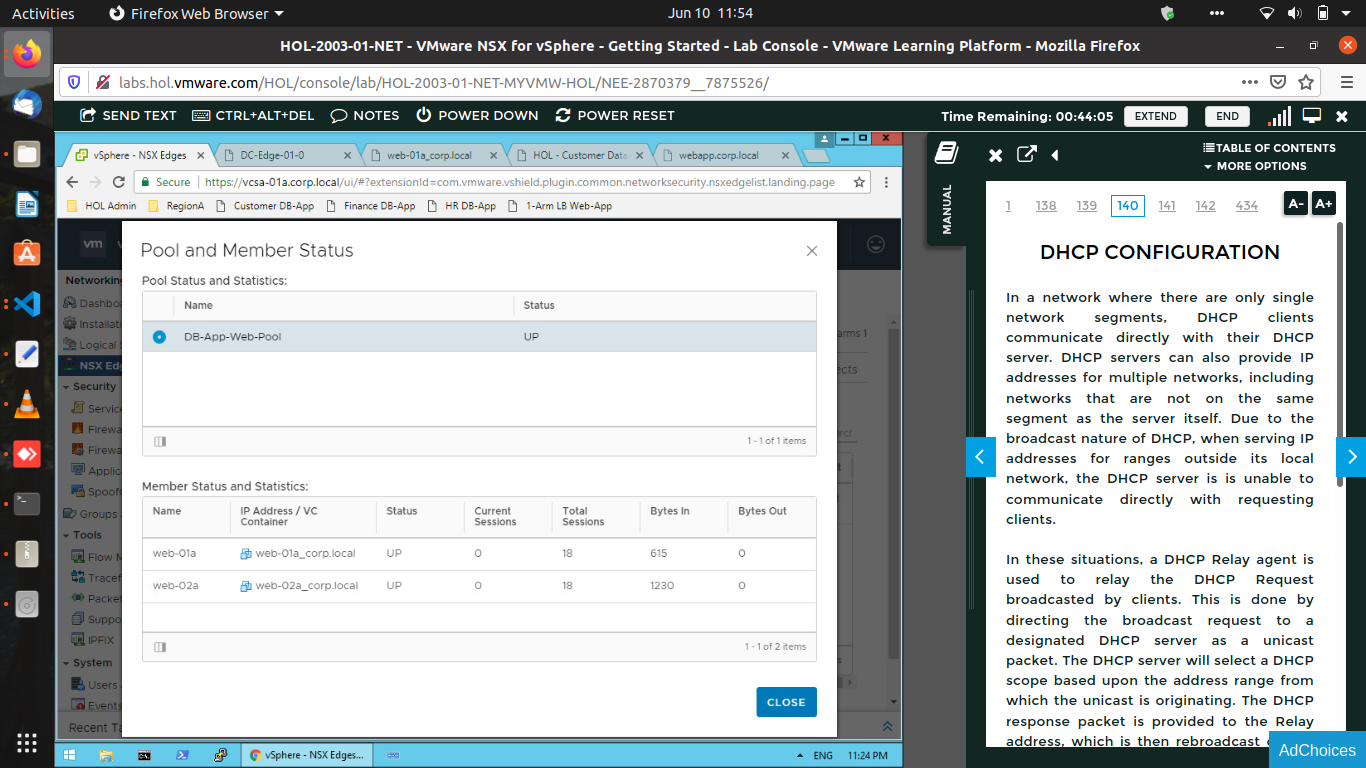 Activities
Firefox Web Browser
Jun 10 11:54
HOL-2003-01-NET - VMware NSX for vSphere - Getting Started - Lab Console - VMware Learning Platform - Mozilla Firefox
labs.hol.vmware.com/HOL/console/lab/HOL-2003-01-NET-MYVMW-HOL/NEE-2870379__7875526/
SEND TEXT
CTRL+ALT+DEL
NOTES
POWER DOWN
POWER RESET
Time Remaining: 00:44:05
EXTEND
END
vSphere - NSX Edges
DC-Edge-01-0
web-01a_corp.local
HOL - Customer Data
webapp.corp.local
Secure
https://vcsa-01a.corp.local/ui/#?extensionId=com.vmware.vshield.plugin.common.networksecurity.nsxedgelist.landing.page
HOL Admin
RegionA
Customer DB-App
Finance DB-App
HR DB-App
1-Arm LB Web-App
vm
Networking
Dashbo
Installati
Logical S
NSX Ed
Security
Service
Firewa
Firewa
Applic
Spoof
Groups
Tools
Flow M
Tracef
Packet
Suppo
IPFIX
System
Users
Events
Recent Ta
arms 1
ects
Pool and Member Status
Pool Status and Statistics:
Name
Status
DB-App-Web-Pool
UP
1 - 1 of 1 items
Member Status and Statistics:
Name
IP Address / VC
Container
Status
Current
Sessions
Total
Sessions
Bytes In
Bytes Out
web-01a
web-01a_corp.local
UP
0
18
615
0
web-02a
web-02a_corp.local
UP
0
18
1230
0
1 - 1 of 2 items
CLOSE
vSphere - NSX Edges...
ENG
11:24 PM
MANUAL
TABLE OF CONTENTS
MORE OPTIONS
1
138
139
140
141
142
434
A-
A+
DHCP CONFIGURATION
In a network where there are only single
network segments, DHCP clients
communicate directly with their DHCP
server. DHCP servers can also provide IP
addresses for multiple networks, including
networks that are not on the same
segment as the server itself. Due to the
broadcast nature of DHCP, when serving IP
addresses for ranges outside its local
network, the DHCP server is is unable to
communicate directly with requesting
clients.
In these situations, a DHCP Relay agent is
used to relay the DHCP Request
broadcasted by clients. This is done by
directing the broadcast request to a
designated DHCP server as a unicast
packet. The DHCP server will select a DHCP
scope based upon the address range from
which the unicast is originating. The DHCP
response packet is provided to the Relay
address, which is then rebroadcast
AdChoices